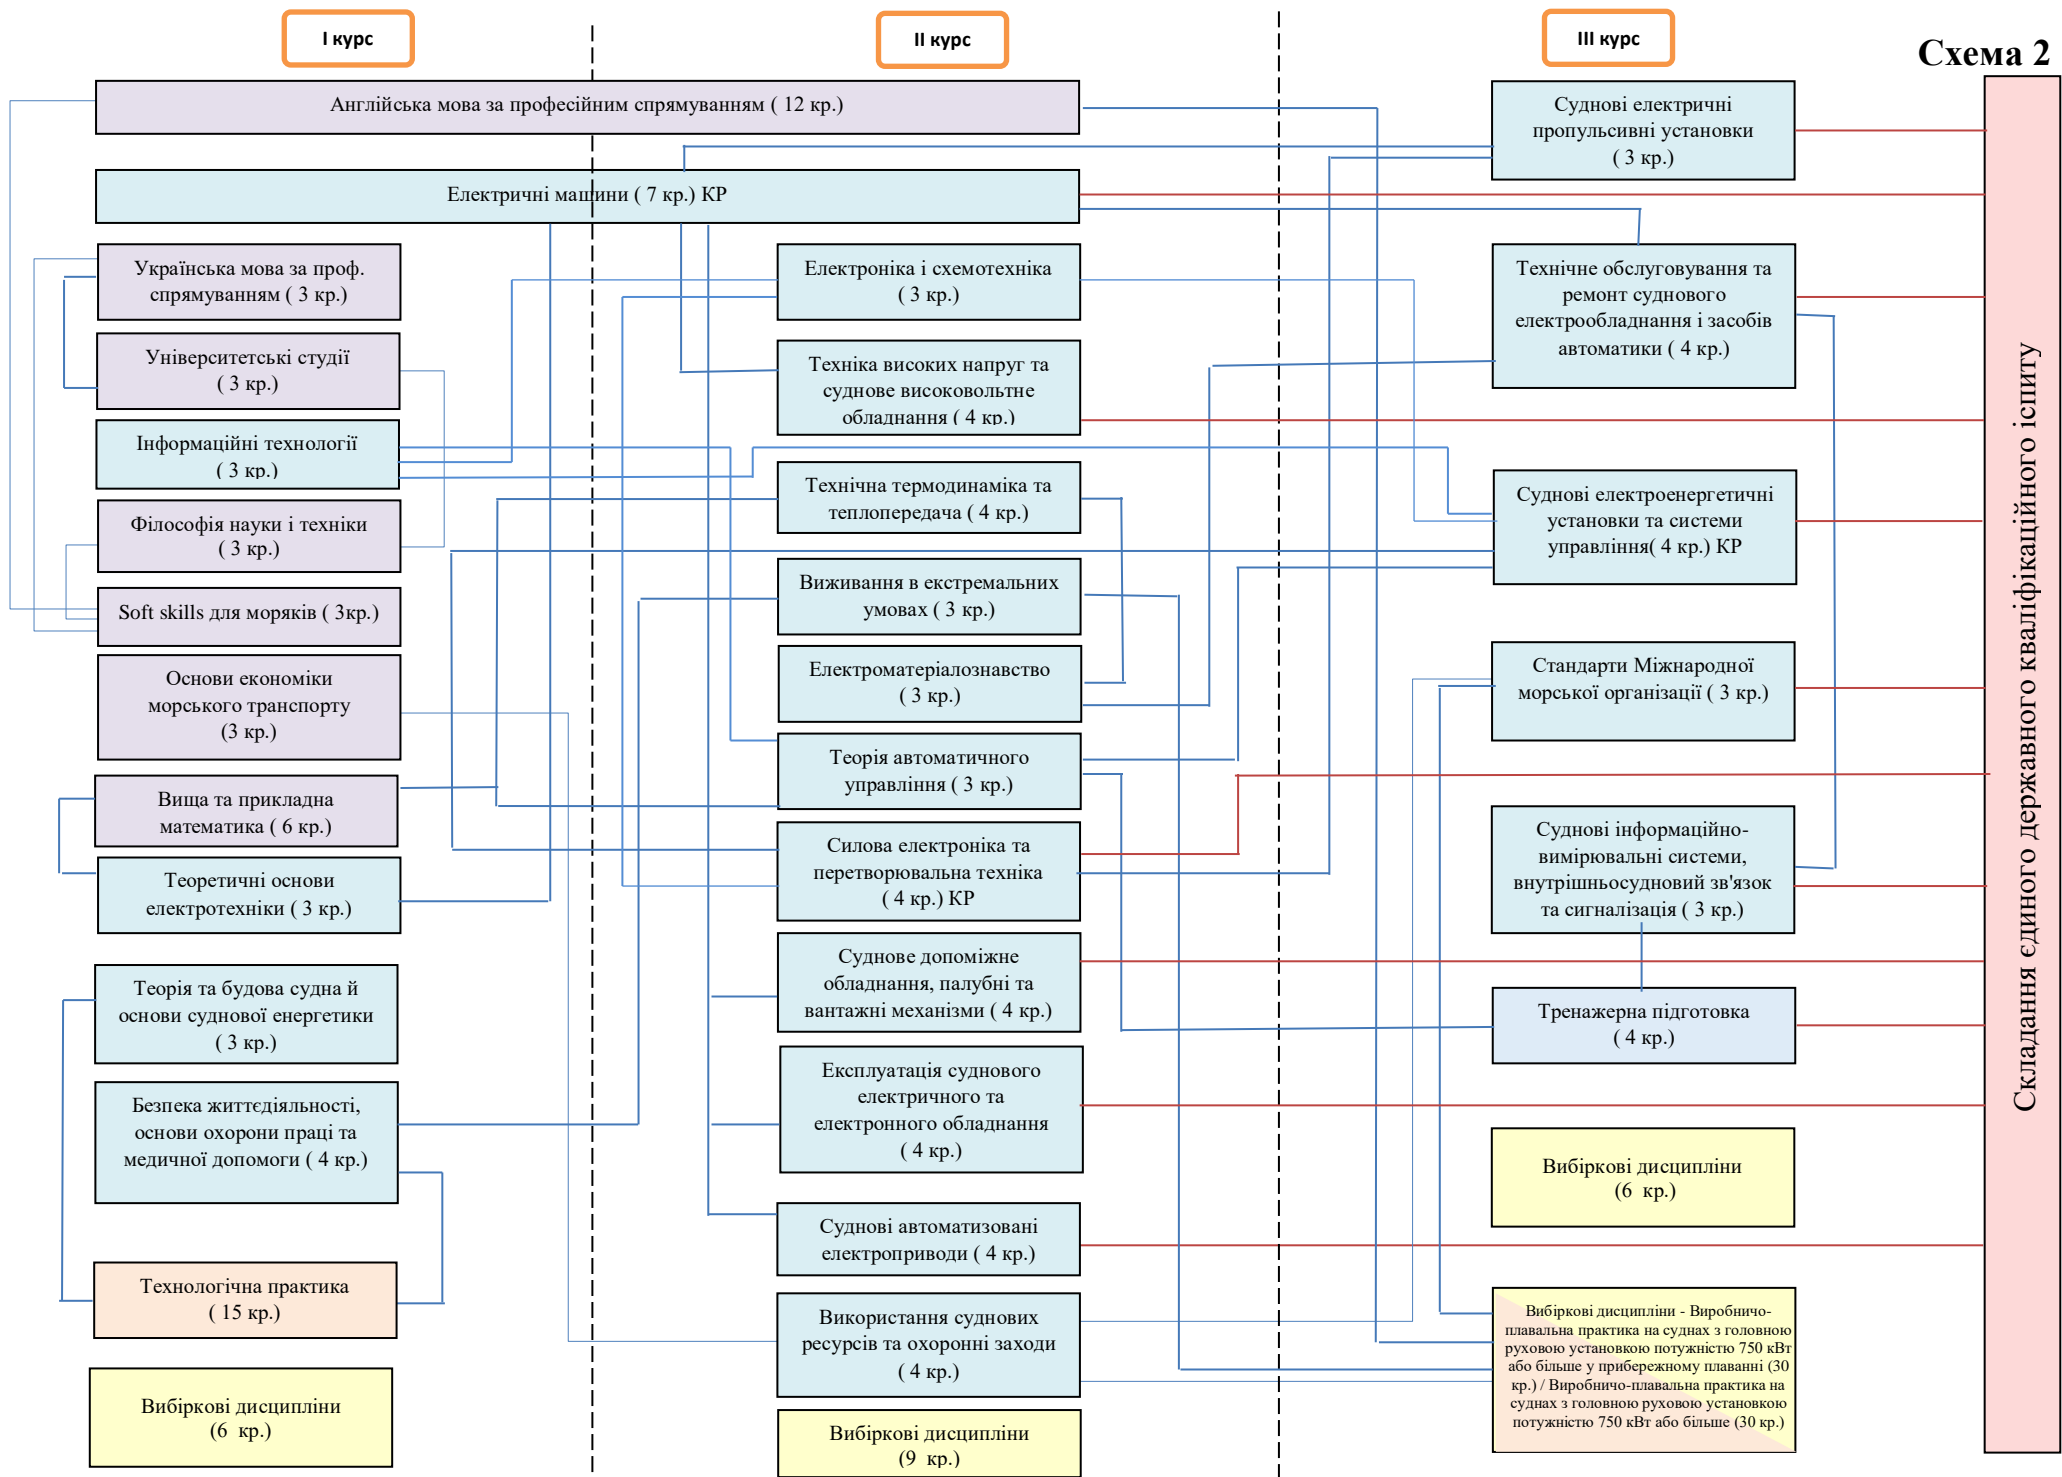 І курс
ІІ курс
ІІІ курс
Схема 2
Англійська мова за професійним спрямуванням ( 12 кр.)
Електричні машини ( 7 кр.) КР
Українська мова за проф.
спрямуванням ( 3 кр.)
Університетські студії
( 3 кр.)
Інформаційні технології
( 3 кр.)
Філософія науки і техніки
( 3 кр.)
Soft skills для моряків ( 3кр.)
Основи економіки
морського транспорту
(3 кр.)
Вища та прикладна
математика ( 6 кр.)
Теоретичні основи
електротехніки ( 3 кр.)
Теорія та будова судна й
основи суднової енергетики
( 3 кр.)
Безпека життєдіяльності,
основи охорони праці та
медичної допомоги ( 4 кр.)
Технологічна практика
( 15 кр.)
Вибіркові дисципліни
(6 кр.)
Електроніка і схемотехніка
( 3 кр.)
Техніка високих напруг та
суднове високовольтне
обладнання ( 4 кр.)
Технічна термодинаміка та
теплопередача ( 4 кр.)
Виживання в екстремальних
умовах ( 3 кр.)
Електроматеріалознавство
( 3 кр.)
Теорія автоматичного
управління ( 3 кр.)
Силова електроніка та
перетворювальна техніка
( 4 кр.) КР
Суднове допоміжне
обладнання, палубні та
вантажні механізми ( 4 кр.)
Експлуатація суднового
електричного та
електронного обладнання
( 4 кр.)
Суднові автоматизовані
електроприводи ( 4 кр.)
Використання суднових
ресурсів та охоронні заходи
( 4 кр.)
Вибіркові дисципліни
(9 кр.)
Суднові електричні
пропульсивні установки
( 3 кр.)
Технічне обслуговування та
ремонт суднового
електрообладнання і засобів
автоматики ( 4 кр.)
Суднові електроенергетичні
установки та системи
управління( 4 кр.) КР
Стандарти Міжнародної
морської організації ( 3 кр.)
Суднові інформаційно-
вимірювальні системи,
внутрішньосудновий зв'язок
та сигналізація ( 3 кр.)
Тренажерна підготовка
( 4 кр.)
Вибіркові дисципліни
(6 кр.)
Вибіркові дисципліни - Виробничо-
плавальна практика на суднах з головною
руховою установкою потужністю 750 кВт
або більше у прибережному плаванні (30
кр.) / Виробничо-плавальна практика на
суднах з головною руховою установкою
потужністю 750 кВт або більше (30 кр.)
Складання єдиного державного кваліфікаційного іспиту